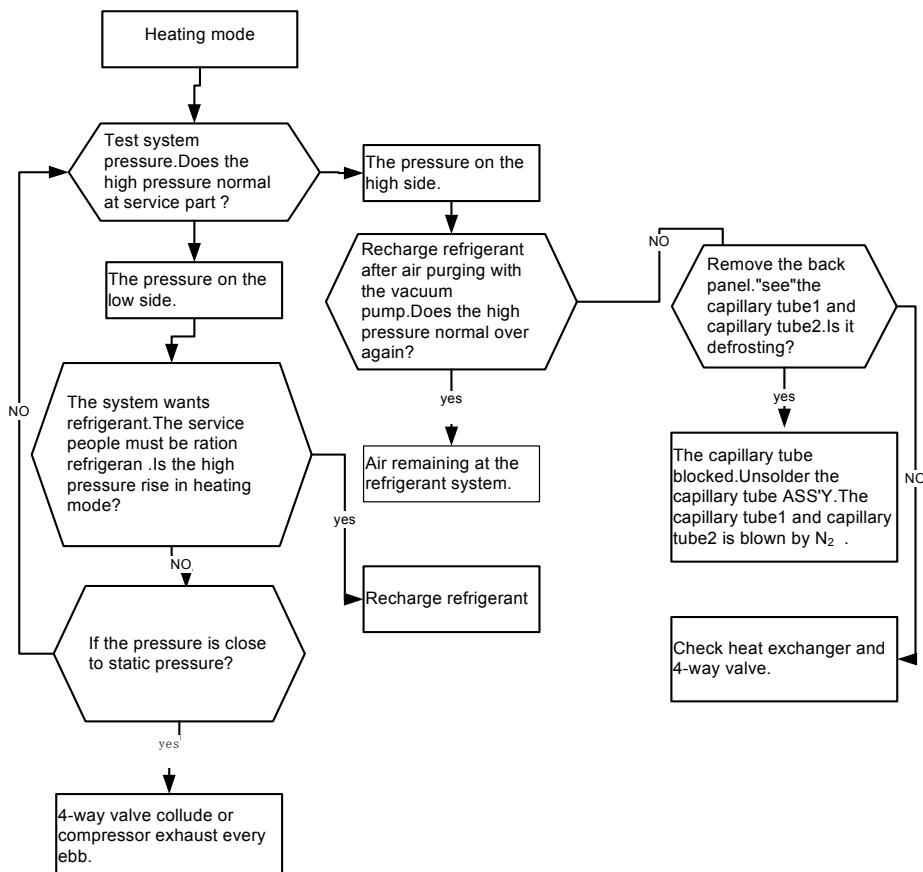 Heating mode
Test system
pressure.Does the
high pressure normal
at service part ?
The pressure on the
high side.
The pressure on the
low side.
Recharge refrigerant
after air purging with
the vacuum
pump.Does the high
pressure normal over
again?
NO
Remove the back
panel."see"the
capillary tube1 and
capillary tube2.Is it
defrosting?
NO
The system wants
refrigerant.The service
people must be ration
refrigeran .Is the high
pressure rise in heating
mode?
yes
yes
Air remaining at the
refrigerant system.
The capillary tube
blocked.Unsolder the
capillary tube ASS'Y.The
capillary tube1 and capillary
tube2 is blown by N₂ .
NO
yes
NO
Recharge refrigerant
If the pressure is close
to static pressure?
Check heat exchanger and
4-way valve.
yes
4-way valve collude or
compressor exhaust every
ebb.